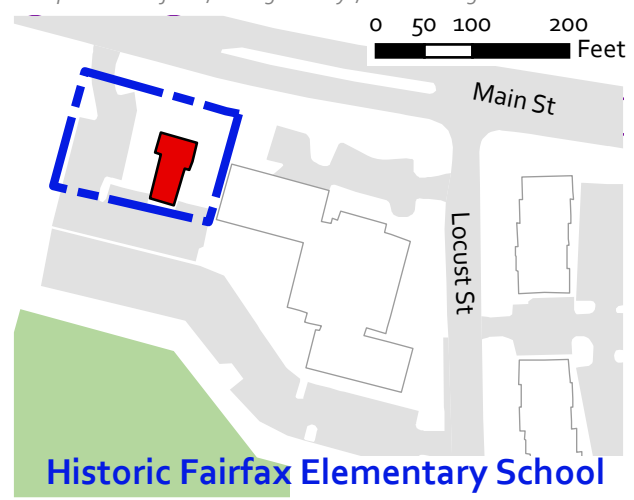 0 50 100 200
Feet
Main St
Locust St
Historic Fairfax Elementary School